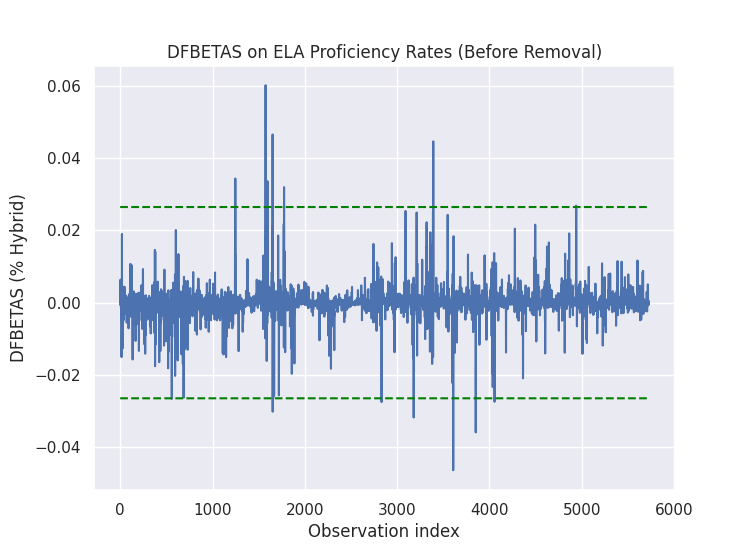 DFBETAS on ELA Proficiency Rates (Before Removal)
0.06
0.04
0.02
0.00
−0.02
−0.04
DFBETAS (% Hybrid)
0 1000 2000 3000 4000 5000 6000
Observation index